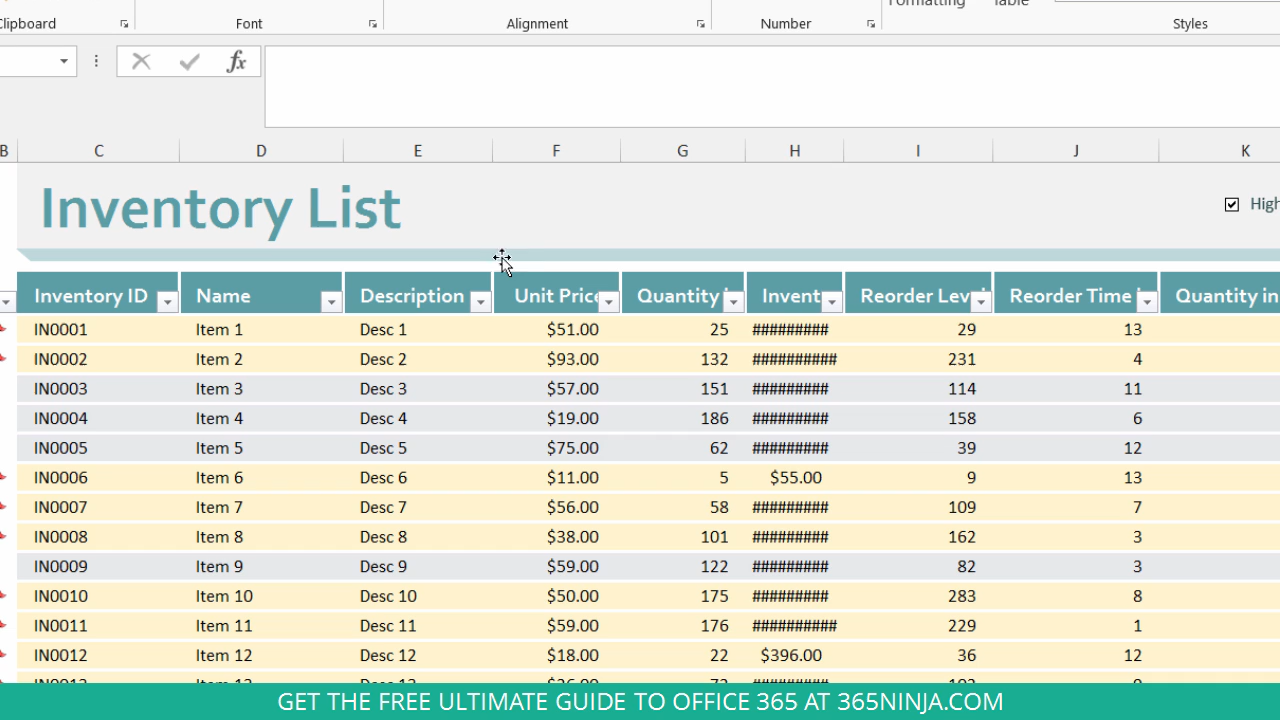 Clipboard Font Alignment Number Formatting Table Styles
fx
B C D E F G H I J K
Inventory List High
Inventory ID Name Description Unit Price Quantity Invent Reorder Lev Reorder Time Quantity in
IN0001 Item 1 Desc 1 $51.00 25 ######### 29 13
IN0002 Item 2 Desc 2 $93.00 132 ########## 231 4
IN0003 Item 3 Desc 3 $57.00 151 ######### 114 11
IN0004 Item 4 Desc 4 $19.00 186 ######### 158 6
IN0005 Item 5 Desc 5 $75.00 62 ######### 39 12
IN0006 Item 6 Desc 6 $11.00 5 $55.00 9 13
IN0007 Item 7 Desc 7 $56.00 58 ######### 109 7
IN0008 Item 8 Desc 8 $38.00 101 ######### 162 3
IN0009 Item 9 Desc 9 $59.00 122 ######### 82 3
IN0010 Item 10 Desc 10 $50.00 175 ######### 283 8
IN0011 Item 11 Desc 11 $59.00 176 ########## 229 1
IN0012 Item 12 Desc 12 $18.00 22 $396.00 36 12
GET THE FREE ULTIMATE GUIDE TO OFFICE 365 AT 365NINJA.COM